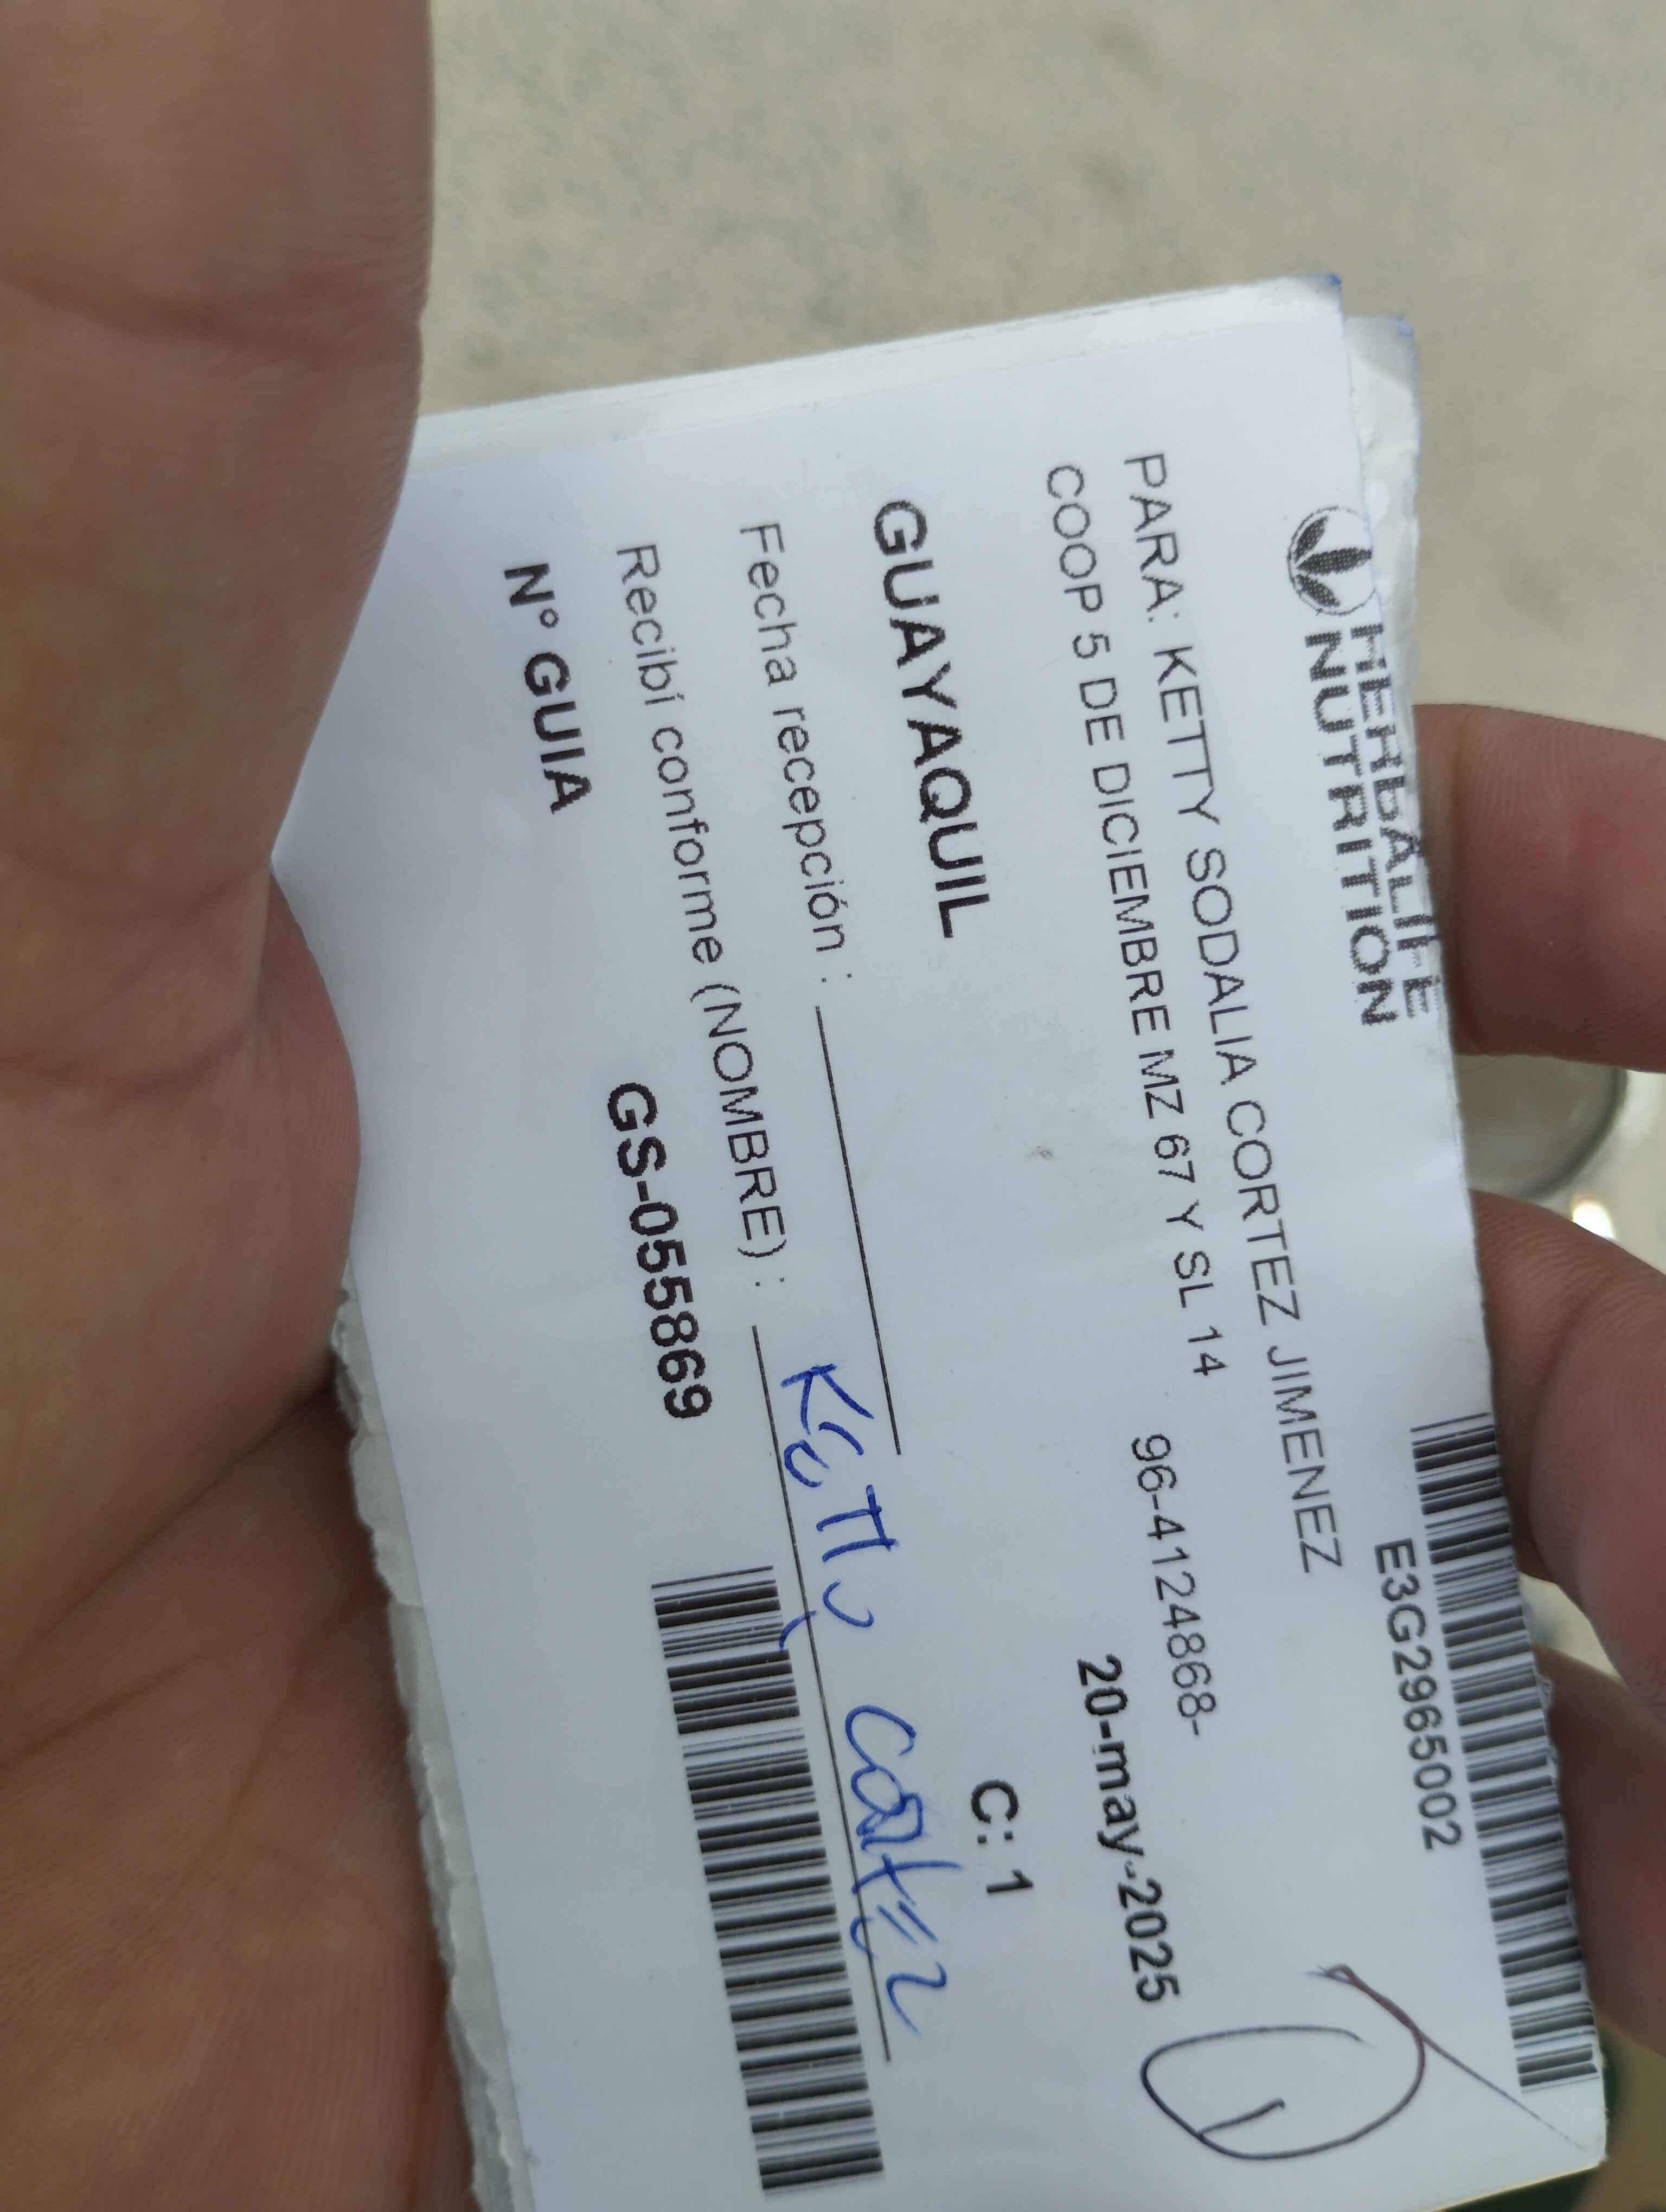 HERBALIFE
NUTRITION
E3G2965002
PARA: KETTY SODALIA CORTEZ JIMENEZ
COOP 5 DE DICIEMBRE MZ 67 Y SL 14 96-4124868-
20-may-2025
GUAYAQUIL C: 1
Fecha recepción :
Recibí conforme (NOMBRE) : Ketty Cortez
N° GUIA GS-055869